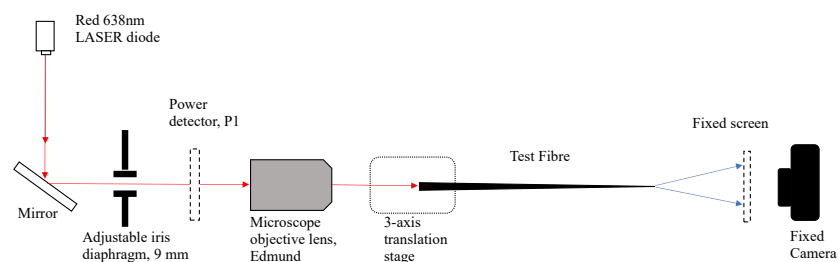 Red 638nm
LASER diode
Power
detector, P1
Fixed screen
Test Fibre
Mirror
Adjustable iris
diaphragm, 9 mm
Microscope
objective lens,
Edmund
3-axis
translation
stage
Fixed
Camera